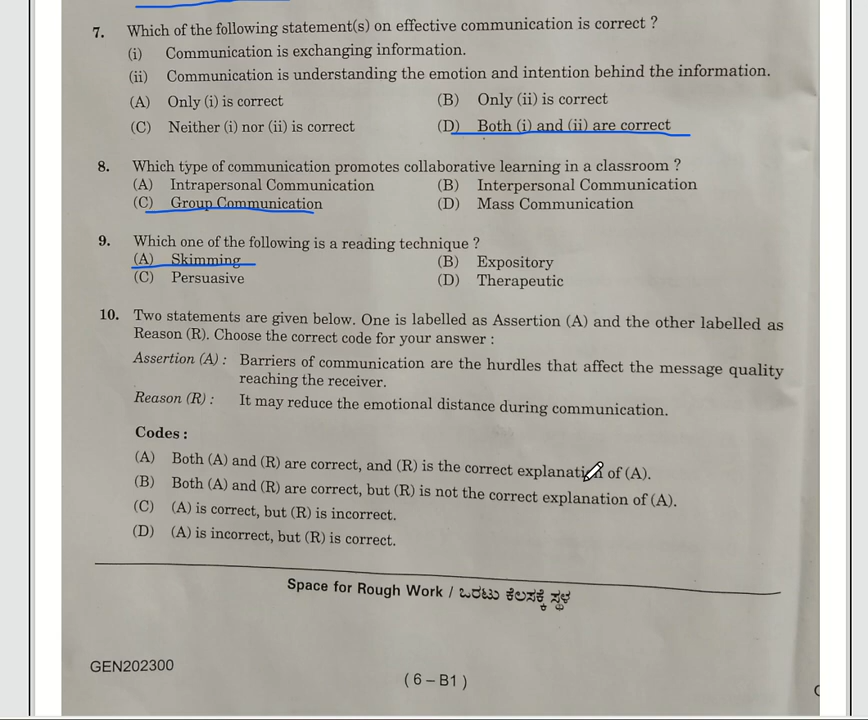 7. Which of the following statement(s) on effective communication is correct ?
(i) Communication is exchanging information.
(ii) Communication is understanding the emotion and intention behind the information.
(A) Only (i) is correct (B) Only (ii) is correct
(C) Neither (i) nor (ii) is correct (D) Both (i) and (ii) are correct
8. Which type of communication promotes collaborative learning in a classroom ?
(A) Intrapersonal Communication (B) Interpersonal Communication
(C) Group Communication (D) Mass Communication
9. Which one of the following is a reading technique ?
(A) Skimming (B) Expository
(C) Persuasive (D) Therapeutic
10. Two statements are given below. One is labelled as Assertion (A) and the other labelled as
Reason (R). Choose the correct code for your answer :
Assertion (A) : Barriers of communication are the hurdles that affect the message quality
reaching the receiver.
Reason (R) : It may reduce the emotional distance during communication.
Codes :
(A) Both (A) and (R) are correct, and (R) is the correct explanation of (A).
(B) Both (A) and (R) are correct, but (R) is not the correct explanation of (A).
(C) (A) is correct, but (R) is incorrect.
(D) (A) is incorrect, but (R) is correct.
Space for Rough Work / ಒರಟು ಕೆಲಸಕ್ಕೆ ಸ್ಥಳ
GEN202300
( 6 – B1 )